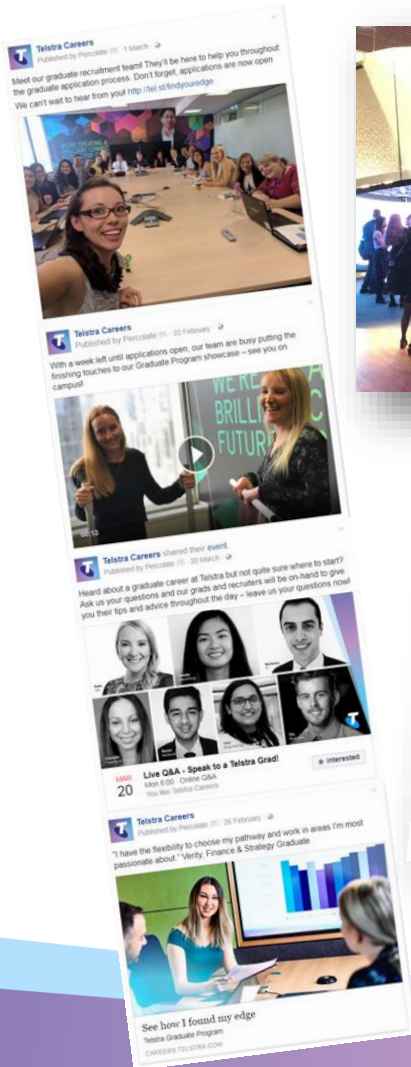 Telstra Careers
Published by Percolate [?] · 1 March ·
Meet our graduate recruitment team! They'll be here to help you throughout
the graduate application process. Don't forget, applications are now open
We can't wait to hear from you! http://tel.st/findyouredge
Telstra Careers
Published by Percolate [?] · 22 February ·
With a week left until applications open, our team are busy putting the
finishing touches to our Graduate Program showcase – see you on
campus!
WE'RE
BRILLI
FUTUR
00:12
Telstra Careers shared their event.
Published by Percolate [?] · 20 March ·
Heard about a graduate career at Telstra but not quite sure where to start?
Ask us your questions and our grads and recruiters will be on-hand to give
you their tips and advice throughout the day – leave us your questions now!
MAR
20
Live Q&A - Speak to a Telstra Grad!
Mon 8:00 · Online Q&A
You like Telstra Careers
Interested
Telstra Careers
Published by Percolate [?] · 26 February ·
"I have the flexibility to choose my pathway and work in areas I'm most
passionate about." Verity, Finance & Strategy Graduate
See how I found my edge
Telstra Graduate Program
CAREERS.TELSTRA.COM